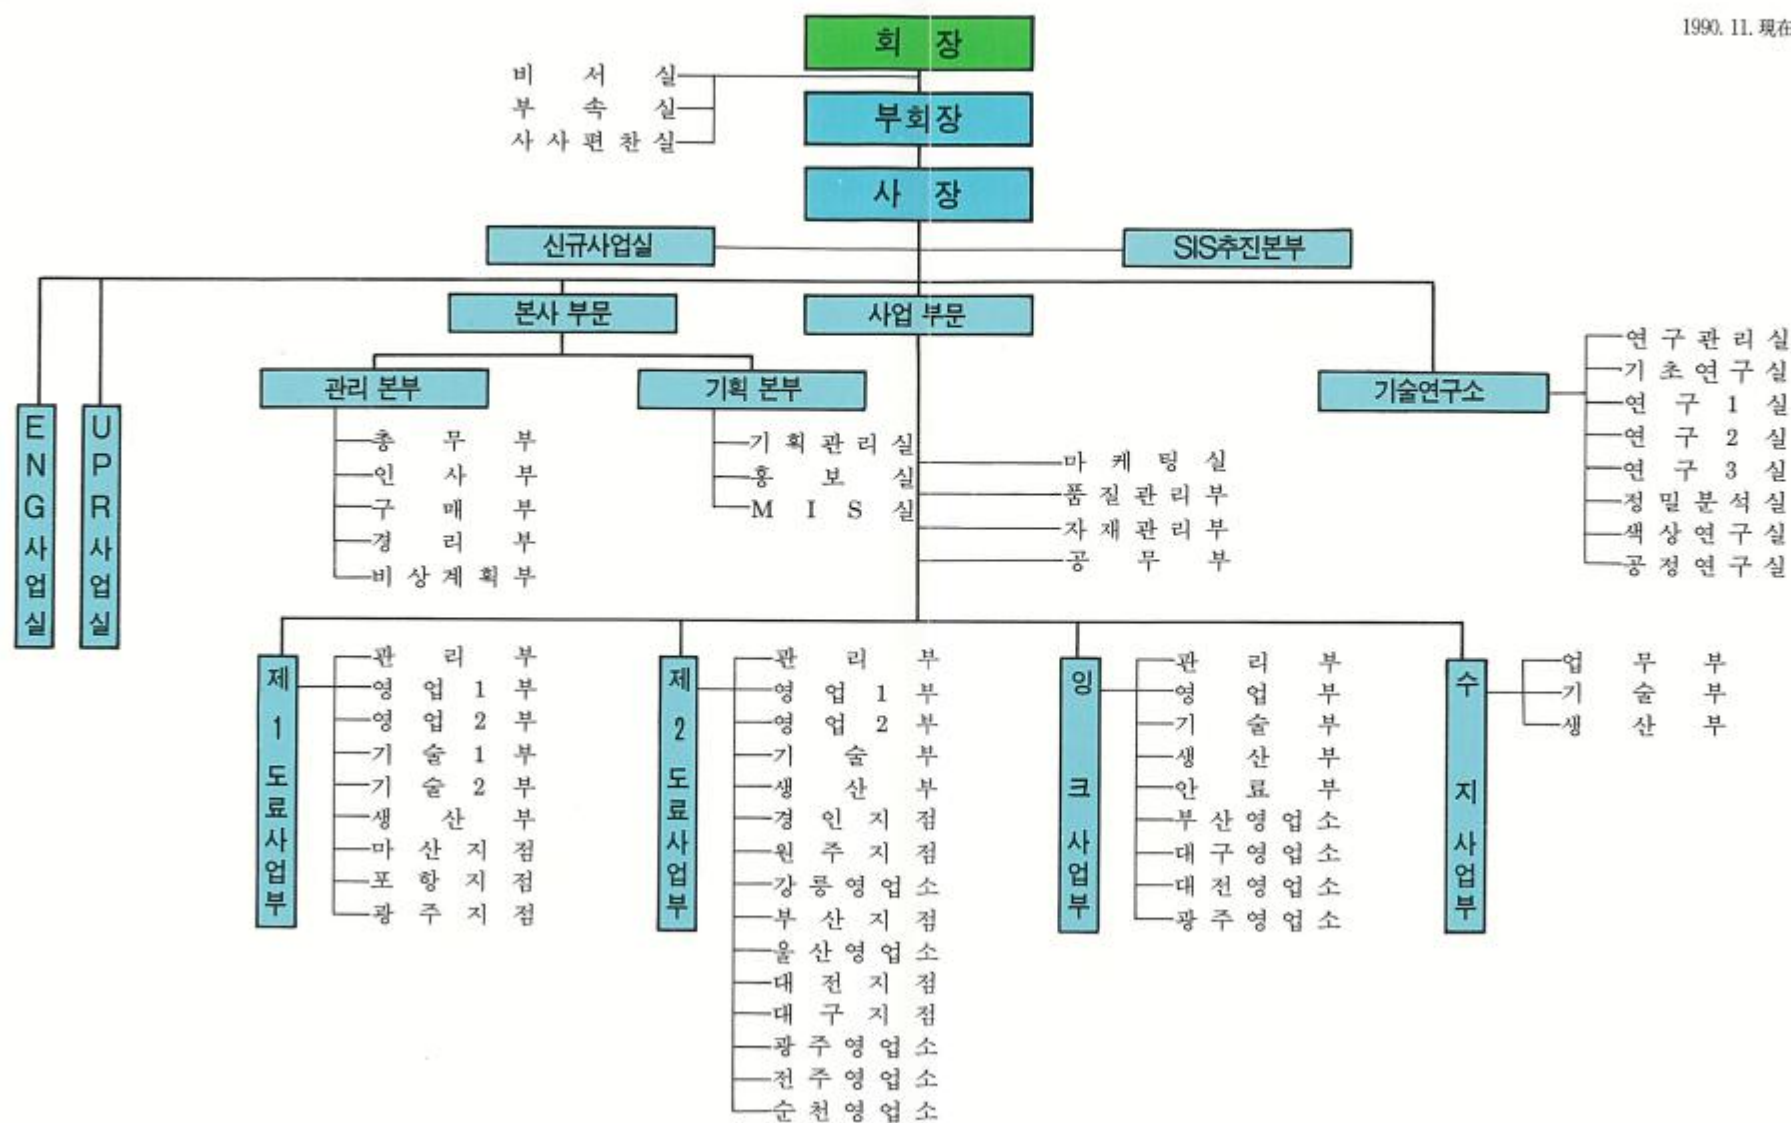 1990. 11. 現在
회 장
비 서 실
부 속 실
사 사 편 찬 실
부회장
사 장
신규사업실
SIS추진본부
본사 부문
사업 부문
관리 본부
기획 본부
기술연구소
ENG사업실
UPR사업실
총 무 부
인 사 부
구 매 부
경 리 부
비 상 계 획 부
기 획 관 리 실
홍 보 실
M I S 실
마 케 팅 실
품 질 관 리 부
자 재 관 리 부
공 무 부
연 구 관 리 실
기 초 연 구 실
연 구 1 실
연 구 2 실
연 구 3 실
정 밀 분 석 실
색 상 연 구 실
공 정 연 구 실
제1도료사업부
관 리 부
영 업 1 부
영 업 2 부
기 술 1 부
기 술 2 부
생 산 부
마 산 지 점
포 항 지 점
광 주 지 점
제2도료사업부
관 리 부
영 업 1 부
영 업 2 부
기 술 부
생 산 부
경 인 지 점
원 주 지 점
강 릉 영 업 소
부 산 지 점
울 산 영 업 소
대 전 지 점
대 구 지 점
광 주 영 업 소
전 주 영 업 소
순 천 영 업 소
잉크 사업부
관 리 부
영 업 부
기 술 부
생 산 부
안 료 부
부 산 영 업 소
대 구 영 업 소
대 전 영 업 소
광 주 영 업 소
수지 사업부
업 무 부
기 술 부
생 산 부